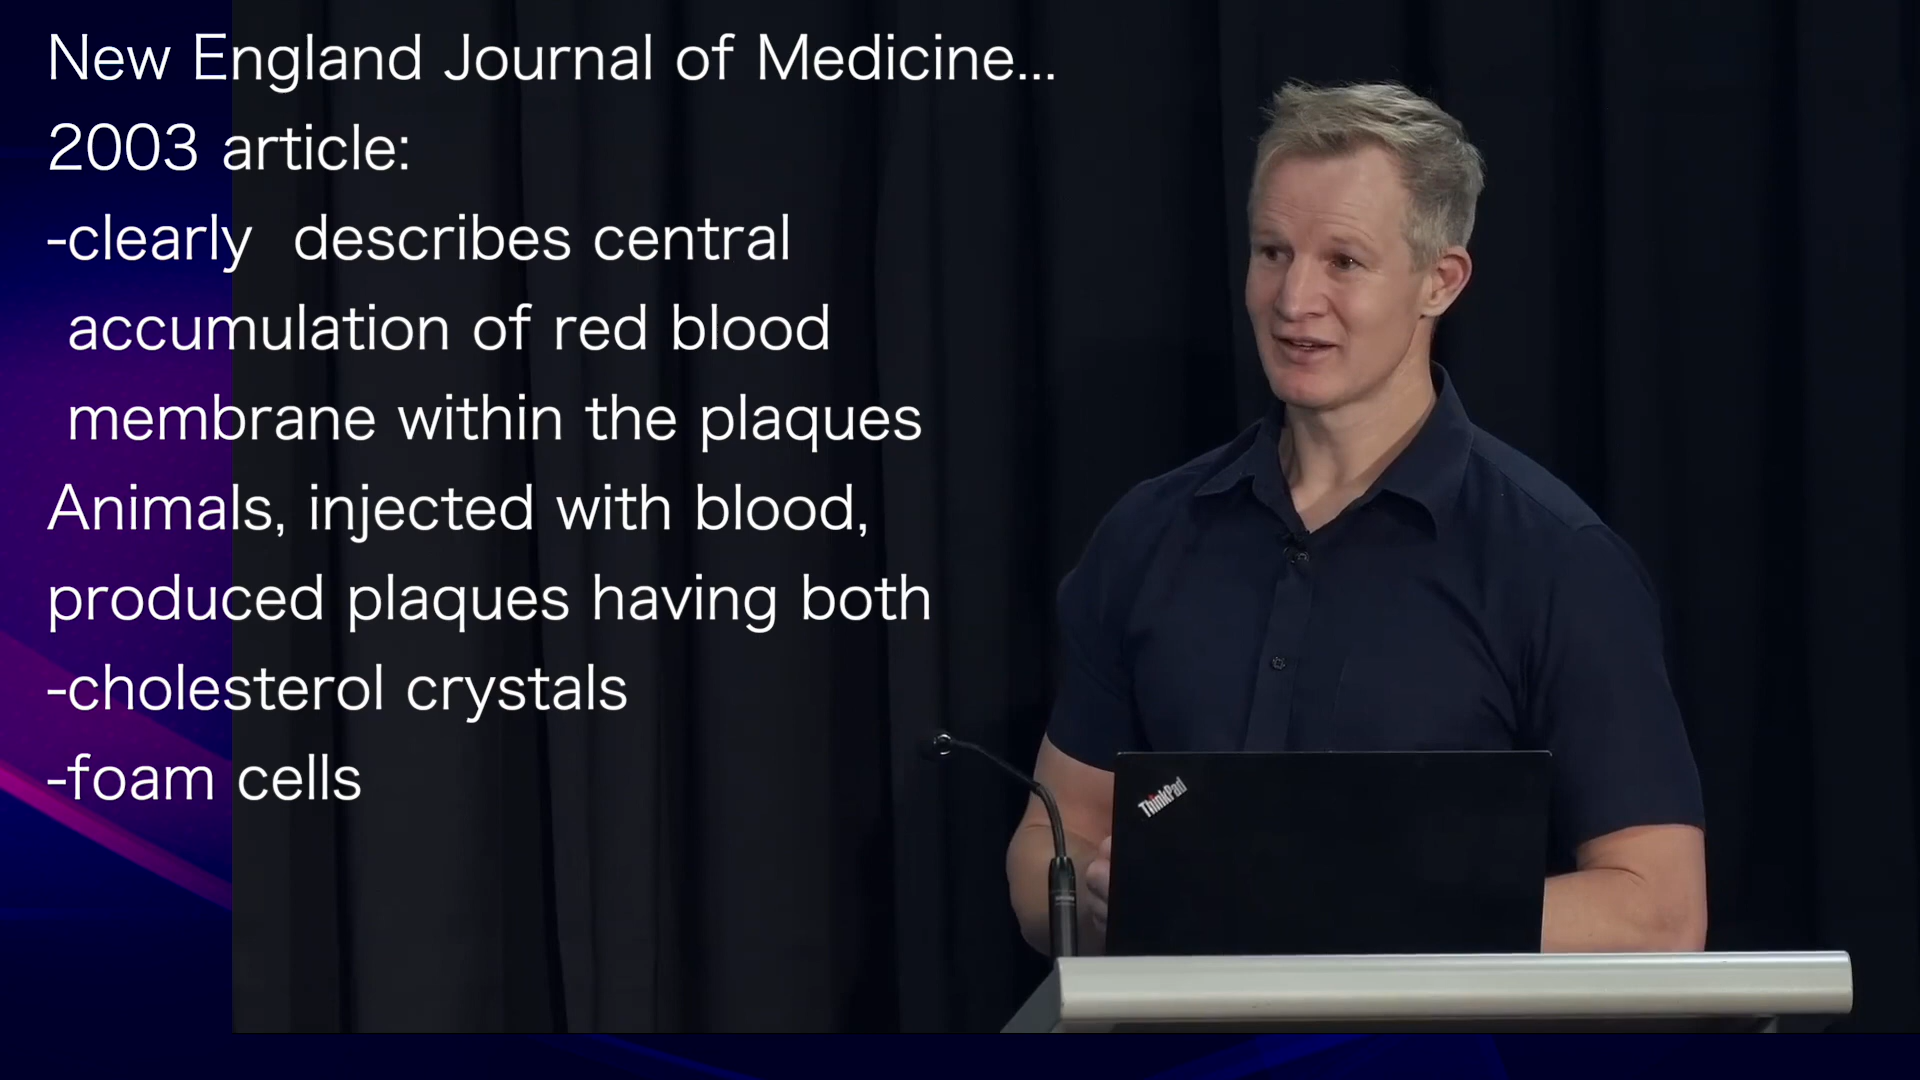 New England Journal of Medicine...
2003 article:
-clearly  describes central
accumulation of red blood
membrane within the plaques
Animals, injected with blood,
produced plaques having both
-cholesterol crystals
-foam cells
ThinkPad